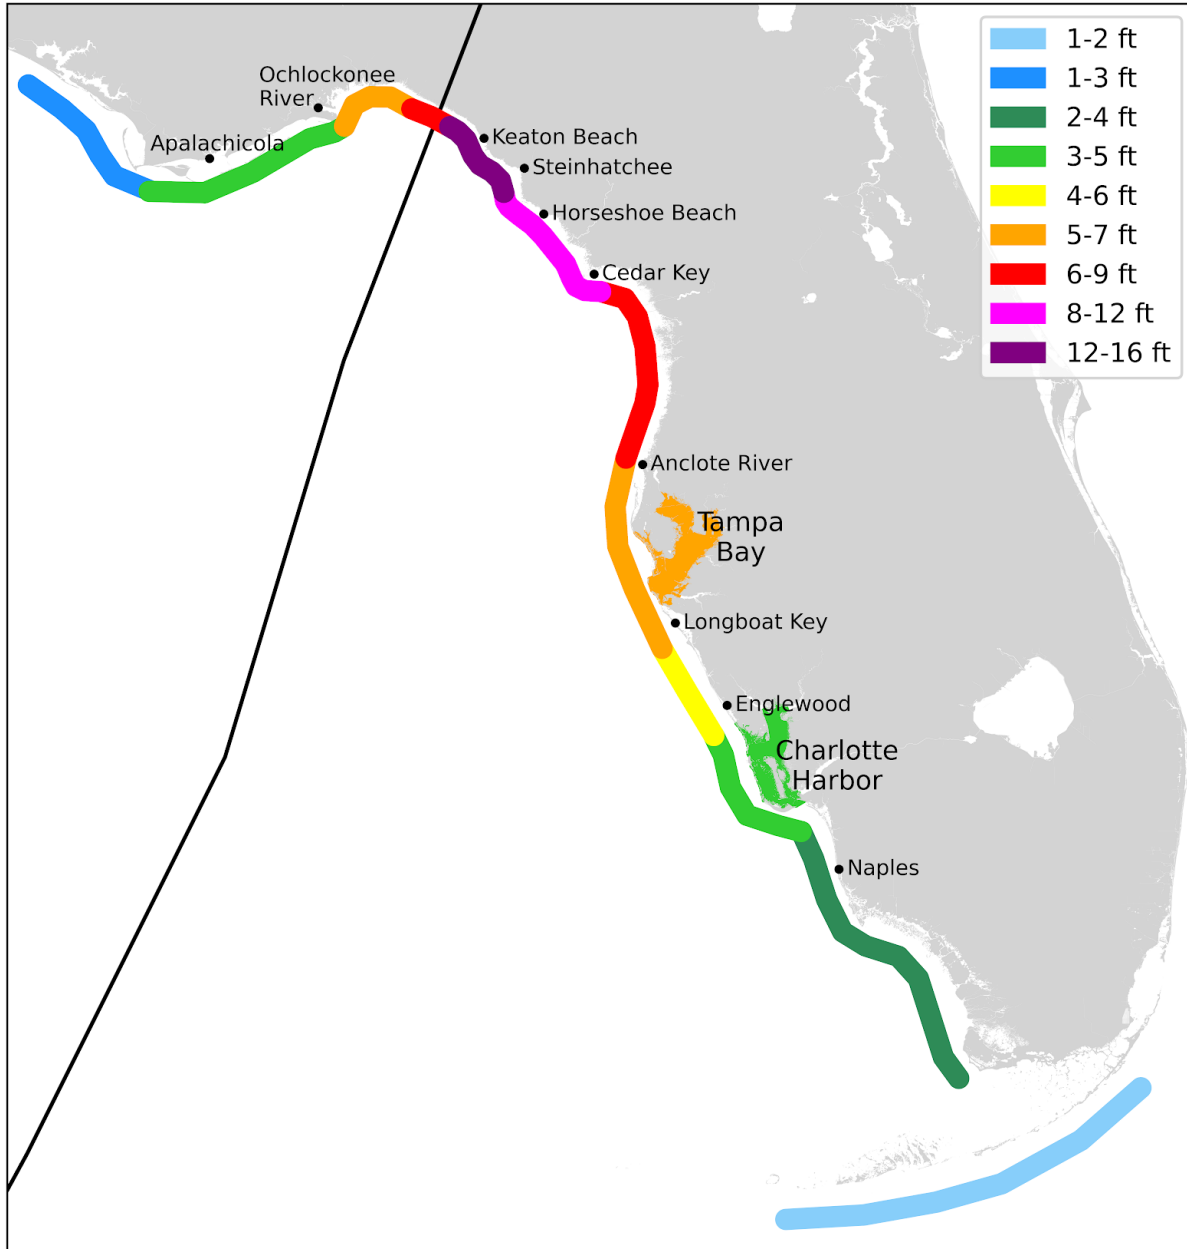 1-2 ft
1-3 ft
2-4 ft
3-5 ft
4-6 ft
5-7 ft
6-9 ft
8-12 ft
12-16 ft
Ochlockonee
River
Apalachicola
Keaton Beach
Steinhatchee
Horseshoe Beach
Cedar Key
Anclote River
Tampa
Bay
Longboat Key
Englewood
Charlotte
Harbor
Naples